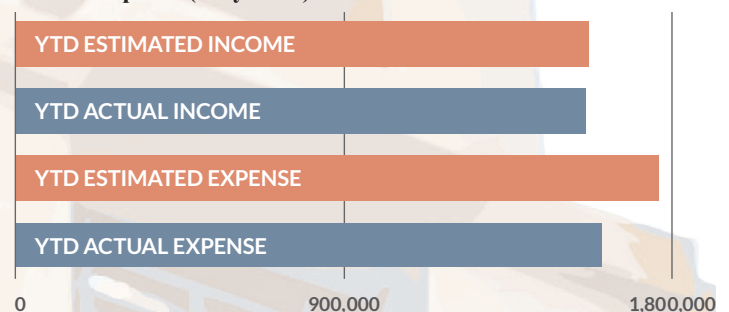 YTD ESTIMATED INCOME
YTD ACTUAL INCOME
YTD ESTIMATED EXPENSE
YTD ACTUAL EXPENSE
0 900,000 1,800,000